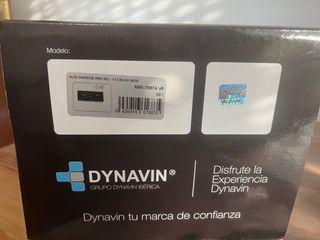 Modelo:
DYNAVIN®
GRUPO DYNAVIN IBÉRICA
Disfrute la
Experiencia
Dynavin
Dynavin tu marca de confianza